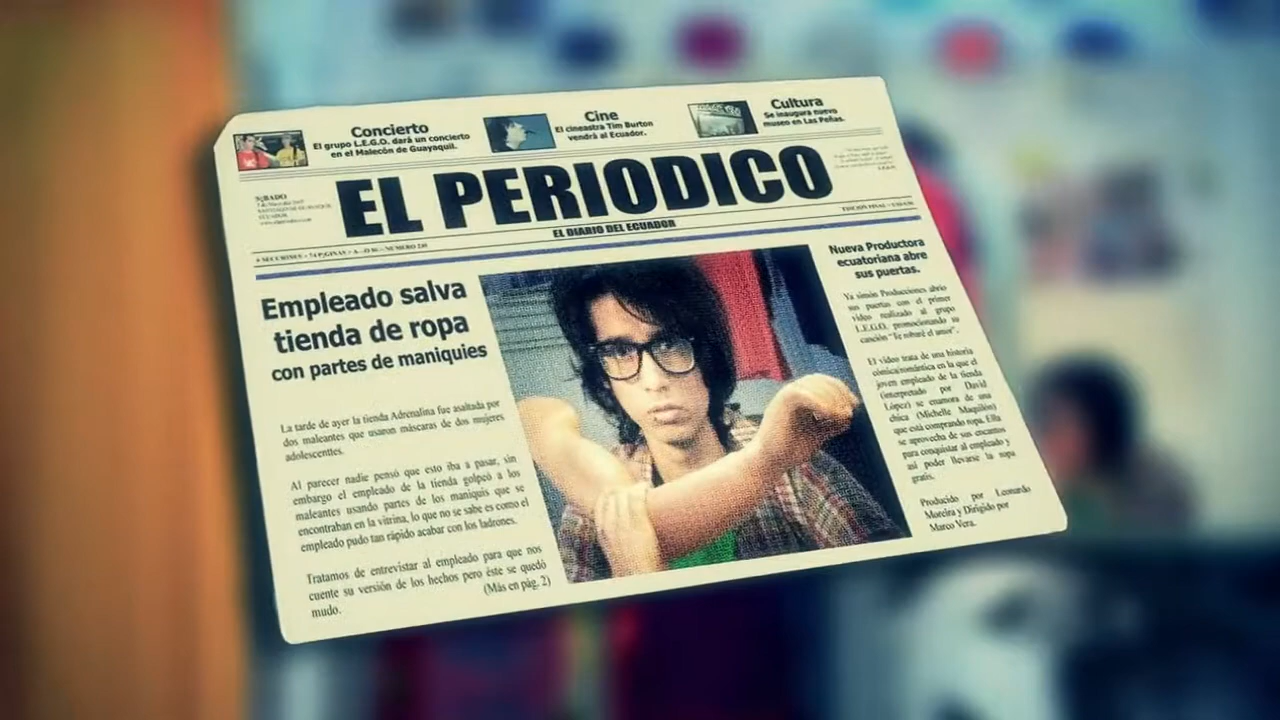 Concierto
El grupo L.E.G.O. dará un concierto
en el Malecón de Guayaquil.
Cine
El cineastra Tim Burton
vendrá al Ecuador.
Cultura
Se inaugura nuevo
museo en Las Peñas.
EL PERIODICO
EL DIARIO DEL ECUADOR
Empleado salva
tienda de ropa
con partes de maniquies
La tarde de ayer la tienda Adrenalina fue asaltada por
dos maleantes que usaron máscaras de dos mujeres
adolescentes.
Al parecer nadie pensó que esto iba a pasar, sin
embargo el empleado de la tienda golpeó a los
maleantes usando partes de los maniquis que se
encontraban en la vitrina, lo que no se sabe es como el
empleado pudo tan rápido acabar con los ladrones.
Tratamos de entrevistar al empleado para que nos
cuente su versión de los hechos pero éste se quedó
mudo. (Más en pág. 2)
Nueva Productora
ecuatoriana abre
sus puertas.
Ya simón Producciones abrio
sus puertas con el primer
video realizado al grupo
L.E.G.O. promocionando su
canción "Te robaré el amor".
El video trata de una historia
cómica/romántica en la que el
joven empleado de la tienda
(interpretado por David
López) se enamora de una
chica (Michelle Maquilón)
que está comprando ropa. Ella
se aprovecha de sus encantos
para conquistar al empleado y
así poder llevarse la ropa
gratis.
Producido por Leonardo
Moreira y Dirigido por
Marco Vera.